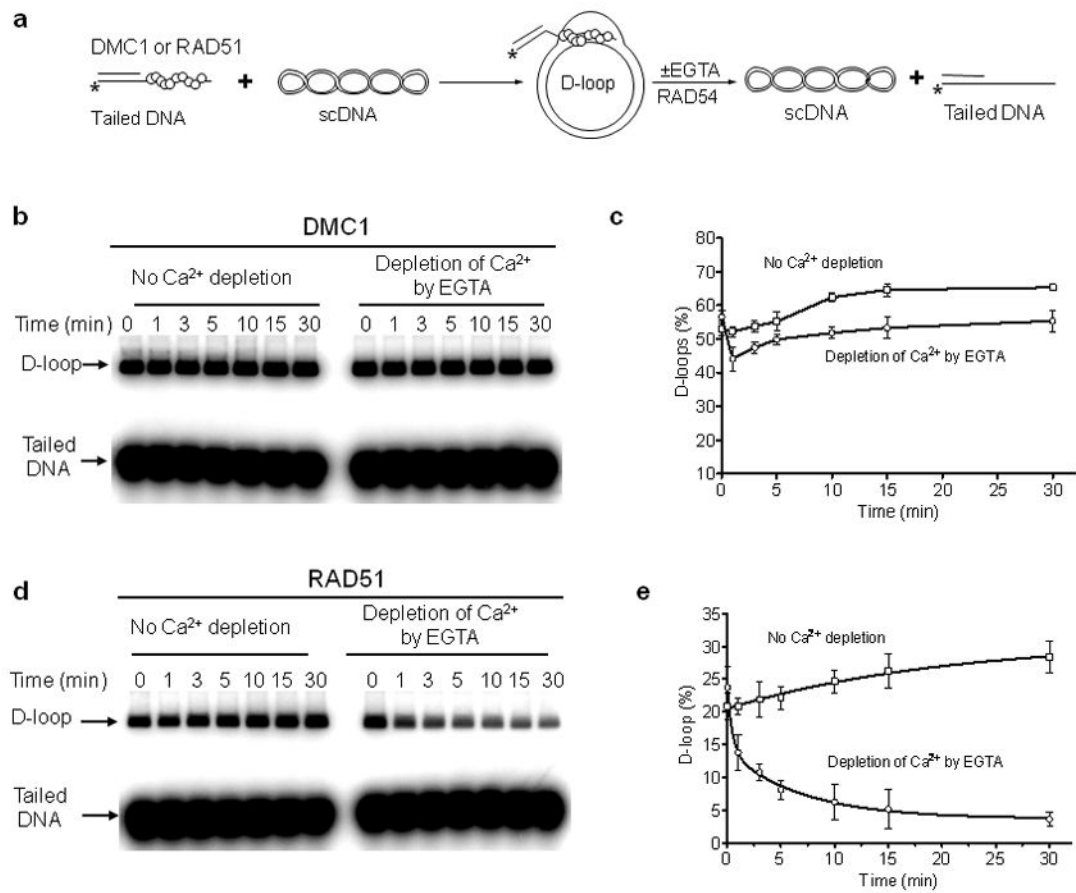 a
DMC1 or RAD51
*
Tailed DNA
+
scDNA
*
D-loop
±EGTA
RAD54
scDNA
+
*
Tailed DNA
b
DMC1
No Ca²⁺ depletion
Depletion of Ca²⁺
by EGTA
Time (min) 0 1 3 5 10 15 30 0 1 3 5 10 15 30
D-loop
Tailed
DNA
c
80
70
60
50
40
30
20
10
D-loops (%)
No Ca²⁺ depletion
Depletion of Ca²⁺ by EGTA
0 5 10 15 20 25 30
Time (min)
d
RAD51
No Ca²⁺ depletion
Depletion of Ca²⁺
by EGTA
Time (min) 0 1 3 5 10 15 30 0 1 3 5 10 15 30
D-loop
Tailed
DNA
e
35
30
25
20
15
10
5
0
D-loop (%)
No Ca²⁺ depletion
Depletion of Ca²⁺ by EGTA
0 5 10 15 20 25 30
Time (min)